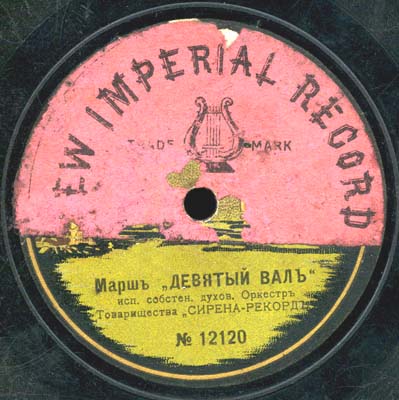 EW IMPERIAL RECORD
TRADE MARK
Маршъ „ДЕВЯТЫЙ ВАЛЪ“
исп. собствен. духов. Оркестръ
Товарищества „СИРЕНА-РЕКОРДЪ“
№ 12120